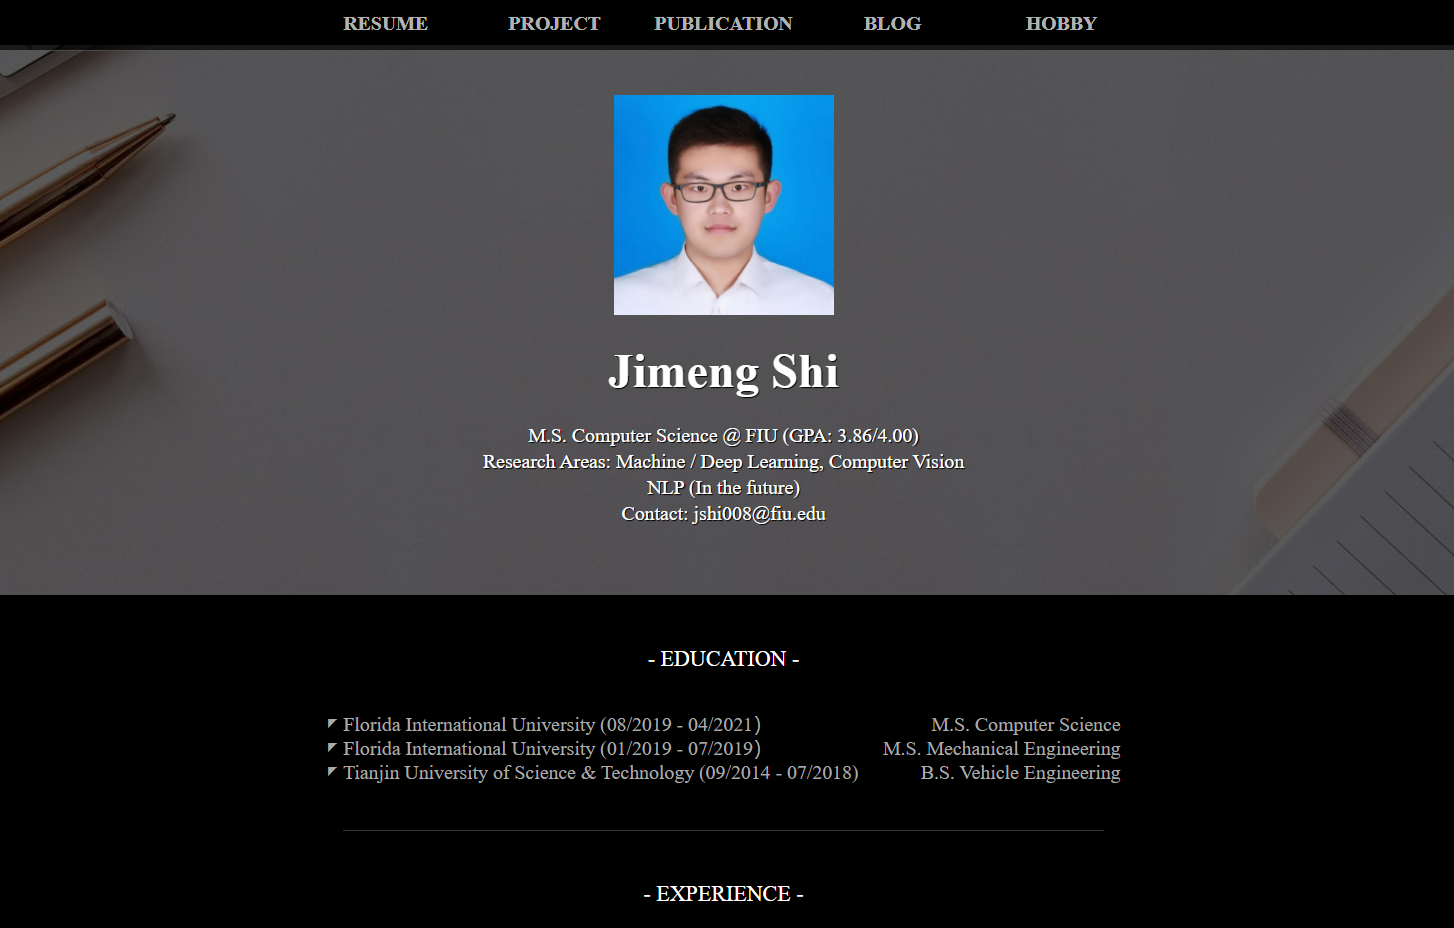 RESUME PROJECT PUBLICATION BLOG HOBBY
Jimeng Shi
M.S. Computer Science @ FIU (GPA: 3.86/4.00)
Research Areas: Machine / Deep Learning, Computer Vision
NLP (In the future)
Contact: jshi008@fiu.edu
- EDUCATION -
Florida International University (08/2019 - 04/2021) M.S. Computer Science
Florida International University (01/2019 - 07/2019) M.S. Mechanical Engineering
Tianjin University of Science & Technology (09/2014 - 07/2018) B.S. Vehicle Engineering
- EXPERIENCE -